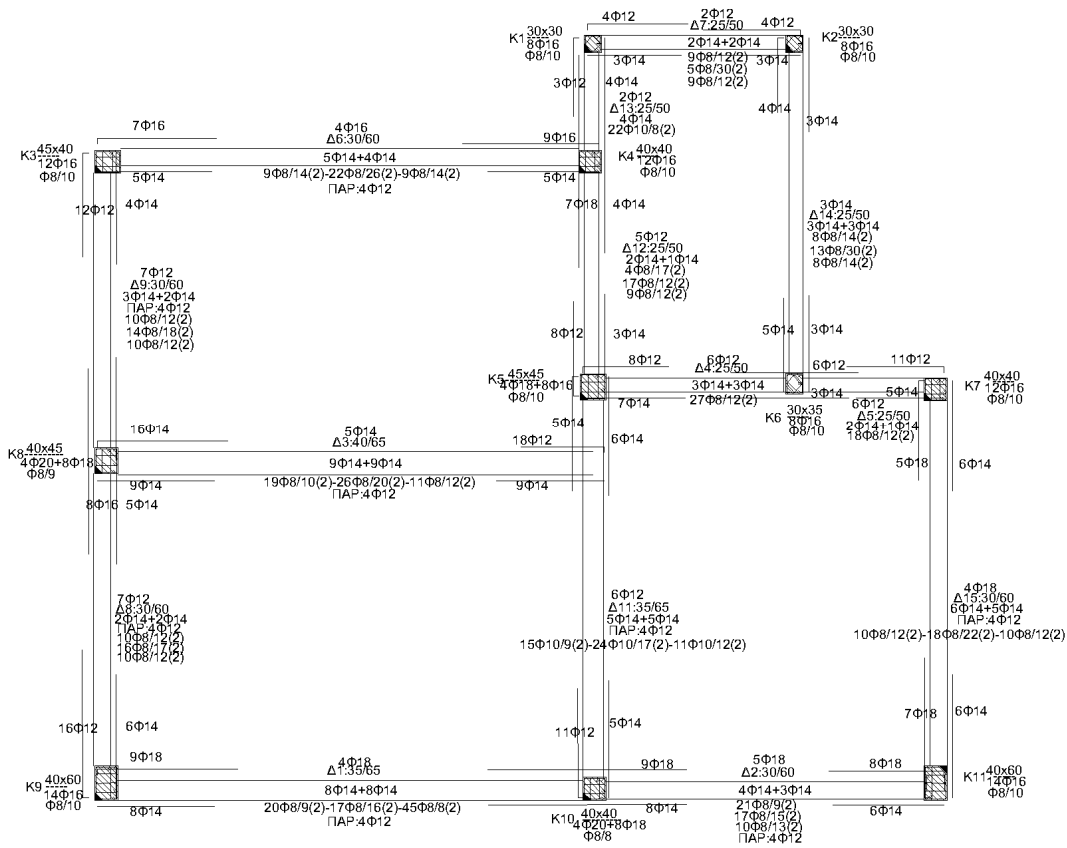 4Φ12
2Φ12
Δ7:25/50
4Φ12
K1
30x30
8Φ16
Φ8/10
K2
30x30
8Φ16
Φ8/10
2Φ14+2Φ14
9Φ8/12(2)
5Φ8/30(2)
9Φ8/12(2)
3Φ14
3Φ14
3Φ12
4Φ14
4Φ14
3Φ14
2Φ12
Δ13:25/50
4Φ14
22Φ10/8(2)
7Φ16
4Φ16
Δ6:30/60
9Φ16
K3
45x40
12Φ16
Φ8/10
K4
40x40
12Φ16
Φ8/10
5Φ14+4Φ14
9Φ8/14(2)-22Φ8/26(2)-9Φ8/14(2)
ΠΑΡ:4Φ12
5Φ14
5Φ14
12Φ12
4Φ14
7Φ18
4Φ14
3Φ14
Δ14:25/50
3Φ14+3Φ14
8Φ8/14(2)
13Φ8/30(2)
8Φ8/14(2)
5Φ12
Δ12:25/50
2Φ14+1Φ14
4Φ8/17(2)
17Φ8/12(2)
9Φ8/12(2)
7Φ12
Δ9:30/60
3Φ14+2Φ14
ΠΑΡ:4Φ12
10Φ8/12(2)
14Φ8/18(2)
10Φ8/12(2)
8Φ12
3Φ14
5Φ14
3Φ14
8Φ12
6Φ12
Δ4:25/50
6Φ12
11Φ12
K5
45x45
4Φ18+8Φ16
Φ8/10
3Φ14+3Φ14
27Φ8/12(2)
7Φ14
3Φ14
5Φ14
K7
40x40
12Φ16
Φ8/10
K6
30x35
8Φ16
Φ8/10
6Φ12
Δ5:25/50
2Φ14+1Φ14
18Φ8/12(2)
5Φ14
6Φ14
5Φ18
6Φ14
16Φ14
5Φ14
Δ3:40/65
18Φ12
K8
40x45
4Φ20+8Φ18
Φ8/9
9Φ14+9Φ14
19Φ8/10(2)-26Φ8/20(2)-11Φ8/12(2)
ΠΑΡ:4Φ12
9Φ14
9Φ14
8Φ16
5Φ14
7Φ12
Δ8:30/60
2Φ14+2Φ14
ΠΑΡ:4Φ12
10Φ8/12(2)
16Φ8/17(2)
10Φ8/12(2)
6Φ12
Δ11:35/65
5Φ14+5Φ14
ΠΑΡ:4Φ12
15Φ10/9(2)-24Φ10/17(2)-11Φ10/12(2)
4Φ18
Δ15:30/60
6Φ14+5Φ14
ΠΑΡ:4Φ12
10Φ8/12(2)-18Φ8/22(2)-10Φ8/12(2)
16Φ12
6Φ14
11Φ12
5Φ14
7Φ18
6Φ14
9Φ18
4Φ18
Δ1:35/65
9Φ18
5Φ18
Δ2:30/60
8Φ18
K9
40x60
14Φ16
Φ8/10
8Φ14+8Φ14
20Φ8/9(2)-17Φ8/16(2)-45Φ8/8(2)
ΠΑΡ:4Φ12
8Φ14
8Φ14
K10
40x40
4Φ20+8Φ18
Φ8/8
4Φ14+3Φ14
21Φ8/9(2)
17Φ8/15(2)
10Φ8/13(2)
ΠΑΡ:4Φ12
6Φ14
K11
40x60
14Φ16
Φ8/10